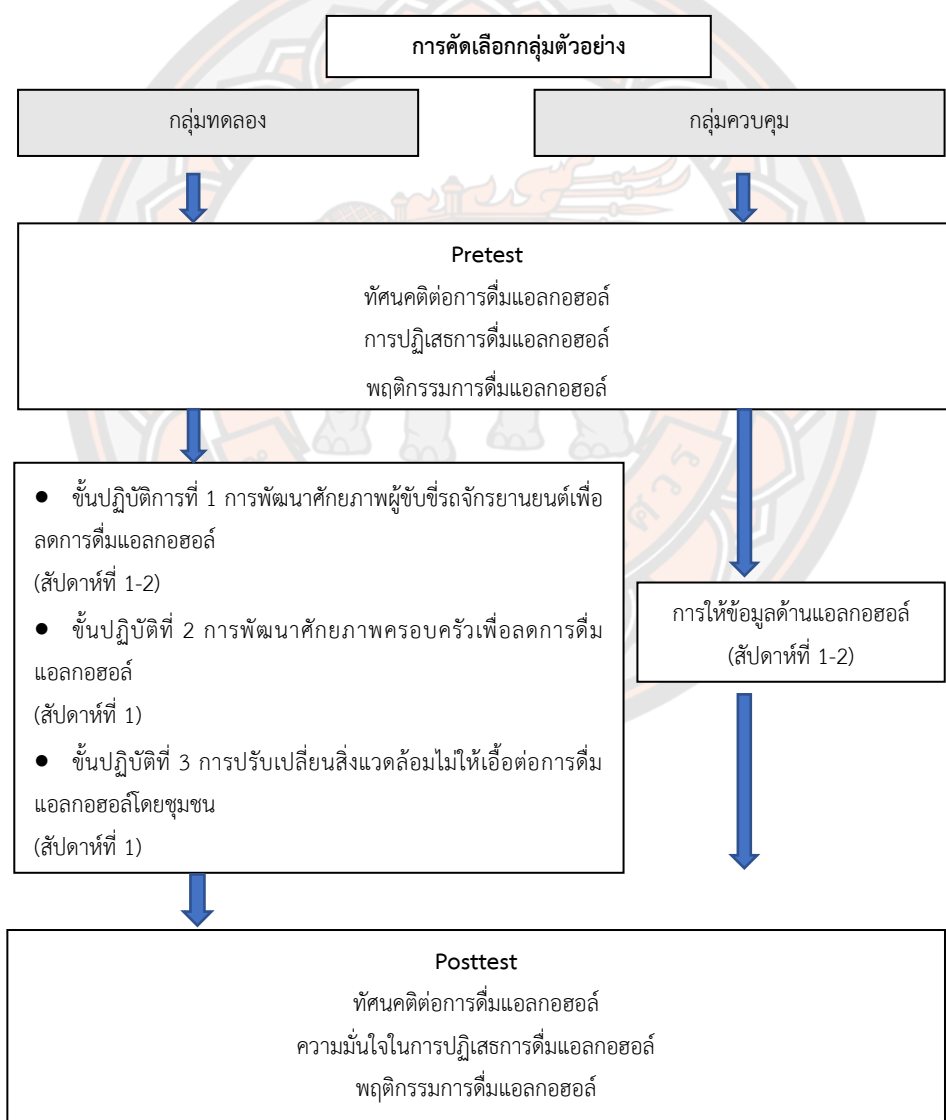 การคัดเลือกกลุ่มตัวอย่าง
กลุ่มทดลอง
กลุ่มควบคุม
Pretest
ทัศนคติต่อการดื่มแอลกอฮอล์
การปฏิเสธการดื่มแอลกอฮอล์
พฤติกรรมการดื่มแอลกอฮอล์
● ขั้นปฏิบัติการที่ 1 การพัฒนาศักยภาพผู้ขับขี่รถจักรยานยนต์เพื่อ
ลดการดื่มแอลกอฮอล์
(สัปดาห์ที่ 1-2)
● ขั้นปฏิบัติที่ 2 การพัฒนาศักยภาพครอบครัวเพื่อลดการดื่ม
แอลกอฮอล์
(สัปดาห์ที่ 1)
● ขั้นปฏิบัติที่ 3 การปรับเปลี่ยนสิ่งแวดล้อมไม่ให้เอื้อต่อการดื่ม
แอลกอฮอล์โดยชุมชน
(สัปดาห์ที่ 1)
การให้ข้อมูลด้านแอลกอฮอล์
(สัปดาห์ที่ 1-2)
Posttest
ทัศนคติต่อการดื่มแอลกอฮอล์
ความมั่นใจในการปฏิเสธการดื่มแอลกอฮอล์
พฤติกรรมการดื่มแอลกอฮอล์